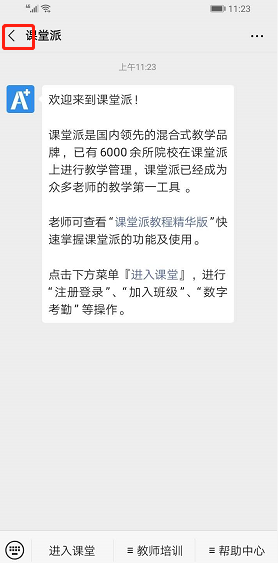 11:23
课堂派
上午11:23
A+
欢迎来到课堂派！
课堂派是国内领先的混合式教学品
牌，已有 6000 余所院校在课堂派
上进行教学管理，课堂派已经成为
众多老师的教学第一工具 。
老师可查看“课堂派教程精华版”快
速掌握课堂派的功能及使用。
点击下方菜单『进入课堂』，进行
“注册登录”、“加入班级”、“数字
考勤” 等操作。
进入课堂 ≡ 教师培训 ≡ 帮助中心